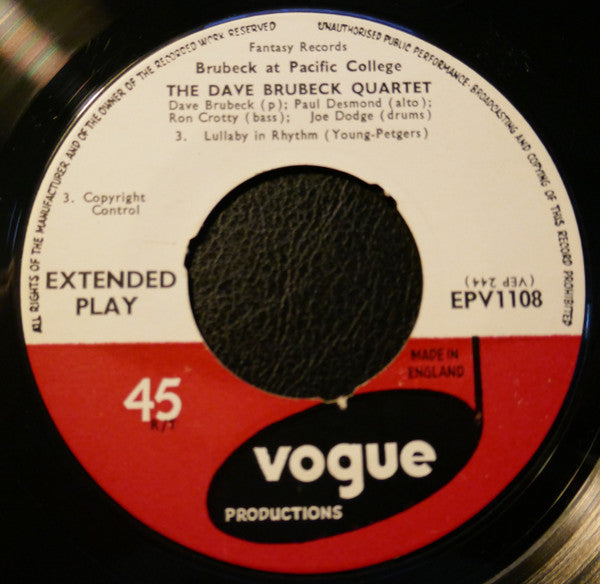 ALL RIGHTS OF THE MANUFACTURER, AND OF THE OWNER OF THE RECORDED WORK RESERVED
UNAUTHORISED PUBLIC PERFORMANCE, BROADCASTING AND COPYING OF THIS RECORD PROHIBITED
Fantasy Records
Brubeck at Pacific College
THE DAVE BRUBECK QUARTET
Dave Brubeck (p); Paul Desmond (alto);
Ron Crotty (bass); Joe Dodge (drums)
3. Lullaby in Rhythm (Young-Petgers)
3. Copyright
Control
EXTENDED
PLAY
(VEP 244)
EPV1108
MADE IN
ENGLAND
45
R/T
vogue
PRODUCTIONS